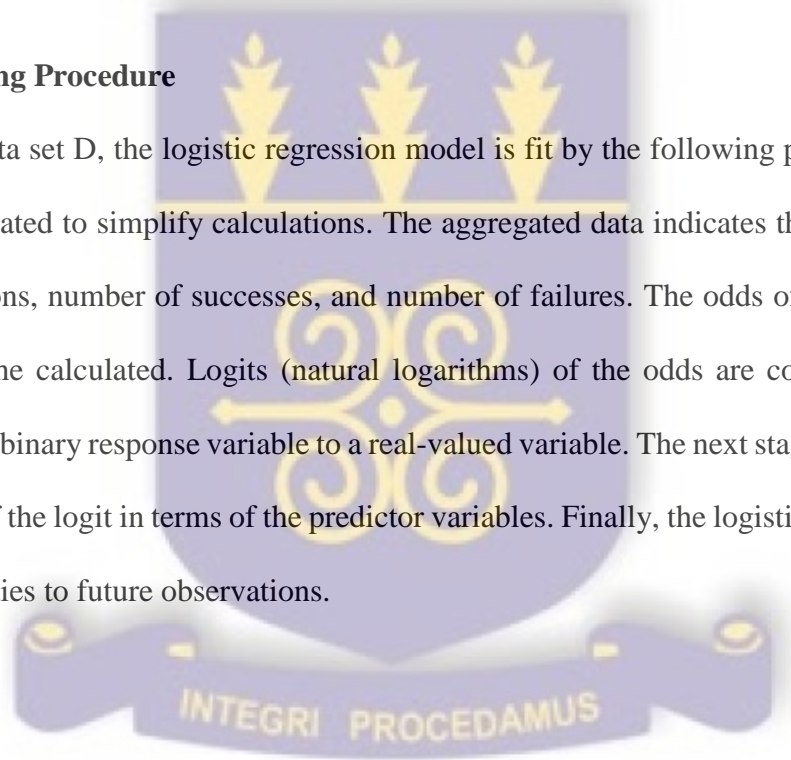 ng Procedure
ta set D, the logistic regression model is fit by the following p
ated to simplify calculations. The aggregated data indicates th
ons, number of successes, and number of failures. The odds of
he calculated. Logits (natural logarithms) of the odds are co
binary response variable to a real-valued variable. The next sta
f the logit in terms of the predictor variables. Finally, the logisti
ies to future observations.
INTEGRI PROCEDAMUS